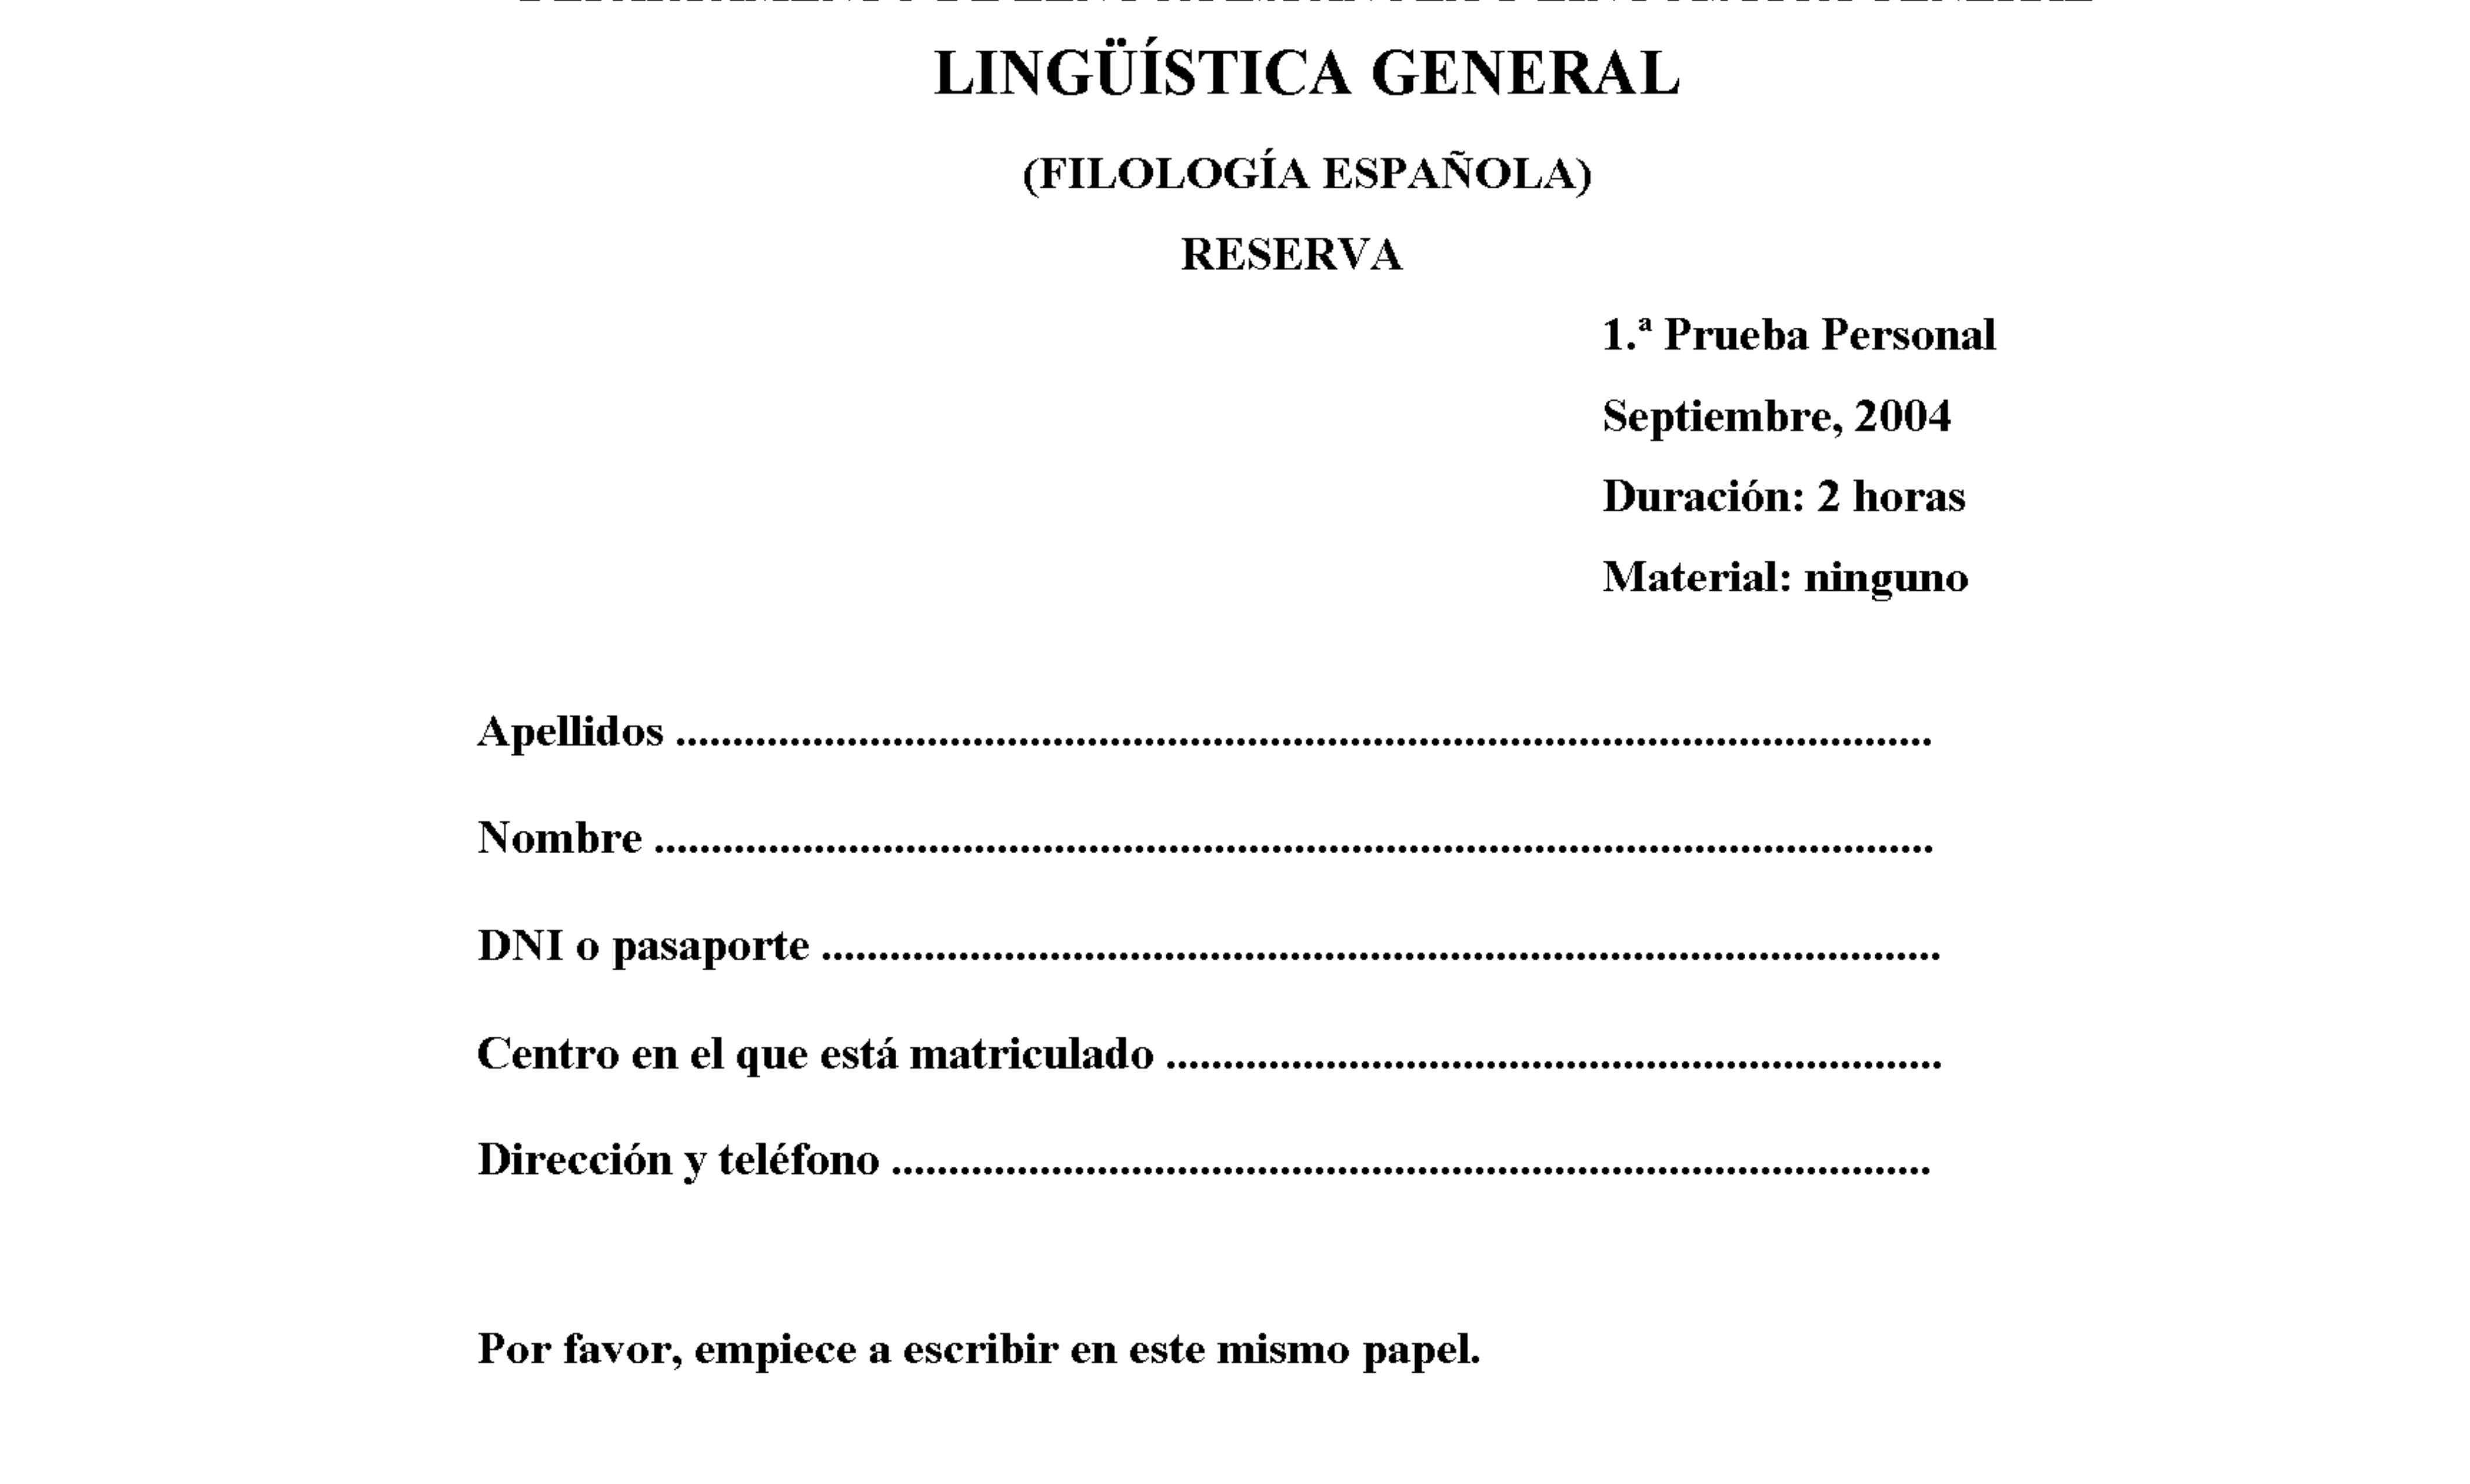 LINGÜÍSTICA GENERAL
(FILOLOGÍA ESPAÑOLA)
RESERVA
1.ª Prueba Personal
Septiembre, 2004
Duración: 2 horas
Material: ninguno
Apellidos ..............................................................................................................
Nombre ................................................................................................................
DNI o pasaporte ..................................................................................................
Centro en el que está matriculado ....................................................................
Dirección y teléfono ...........................................................................................
Por favor, empiece a escribir en este mismo papel.